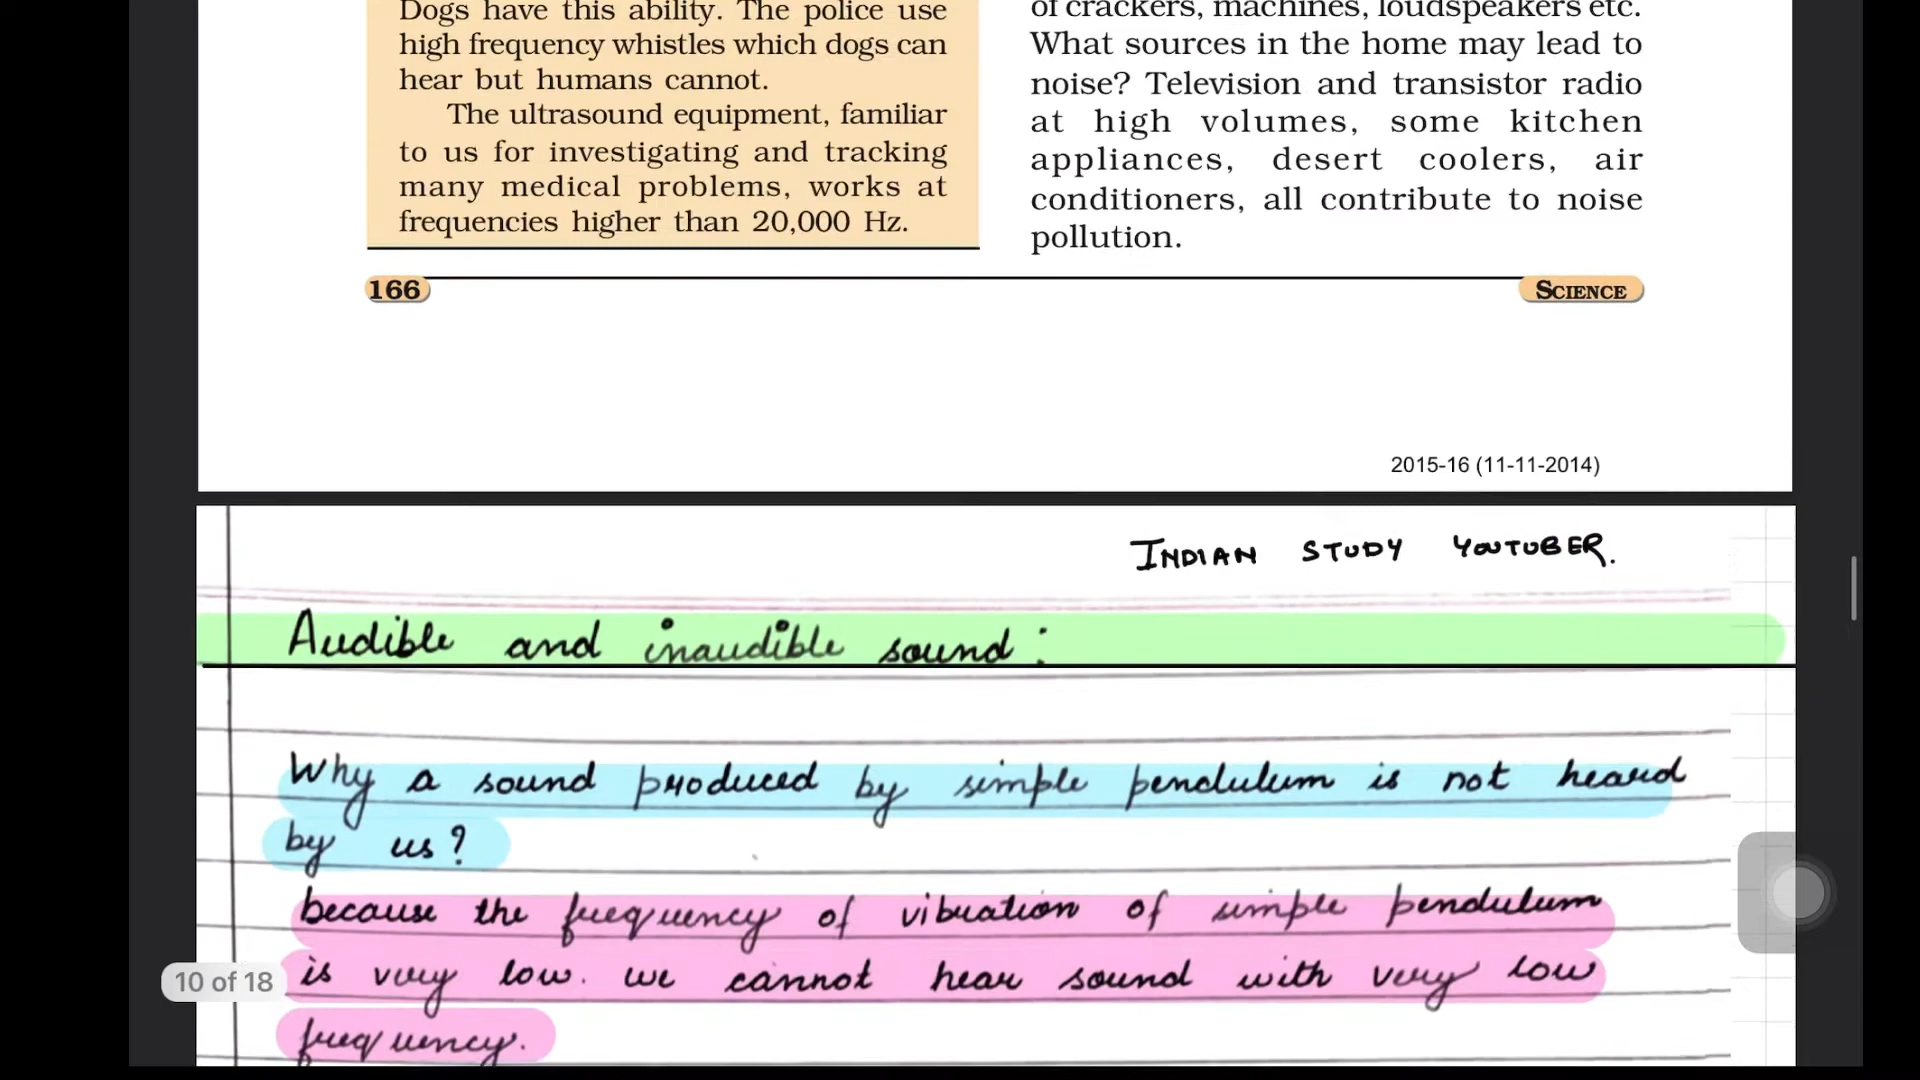 Dogs have this ability. The police use
high frequency whistles which dogs can
hear but humans cannot.
The ultrasound equipment, familiar
to us for investigating and tracking
many medical problems, works at
frequencies higher than 20,000 Hz.
of crackers, machines, loudspeakers etc.
What sources in the home may lead to
noise? Television and transistor radio
at high volumes, some kitchen
appliances, desert coolers, air
conditioners, all contribute to noise
pollution.
166
SCIENCE
2015-16 (11-11-2014)
INDIAN STUDY YOUTUBER.
Audible and inaudible sound :
Why a sound produced by simple pendulum is not heard
by us?
because the frequency of vibration of simple pendulum
is very low. we cannot hear sound with very low
frequency.
10 of 18